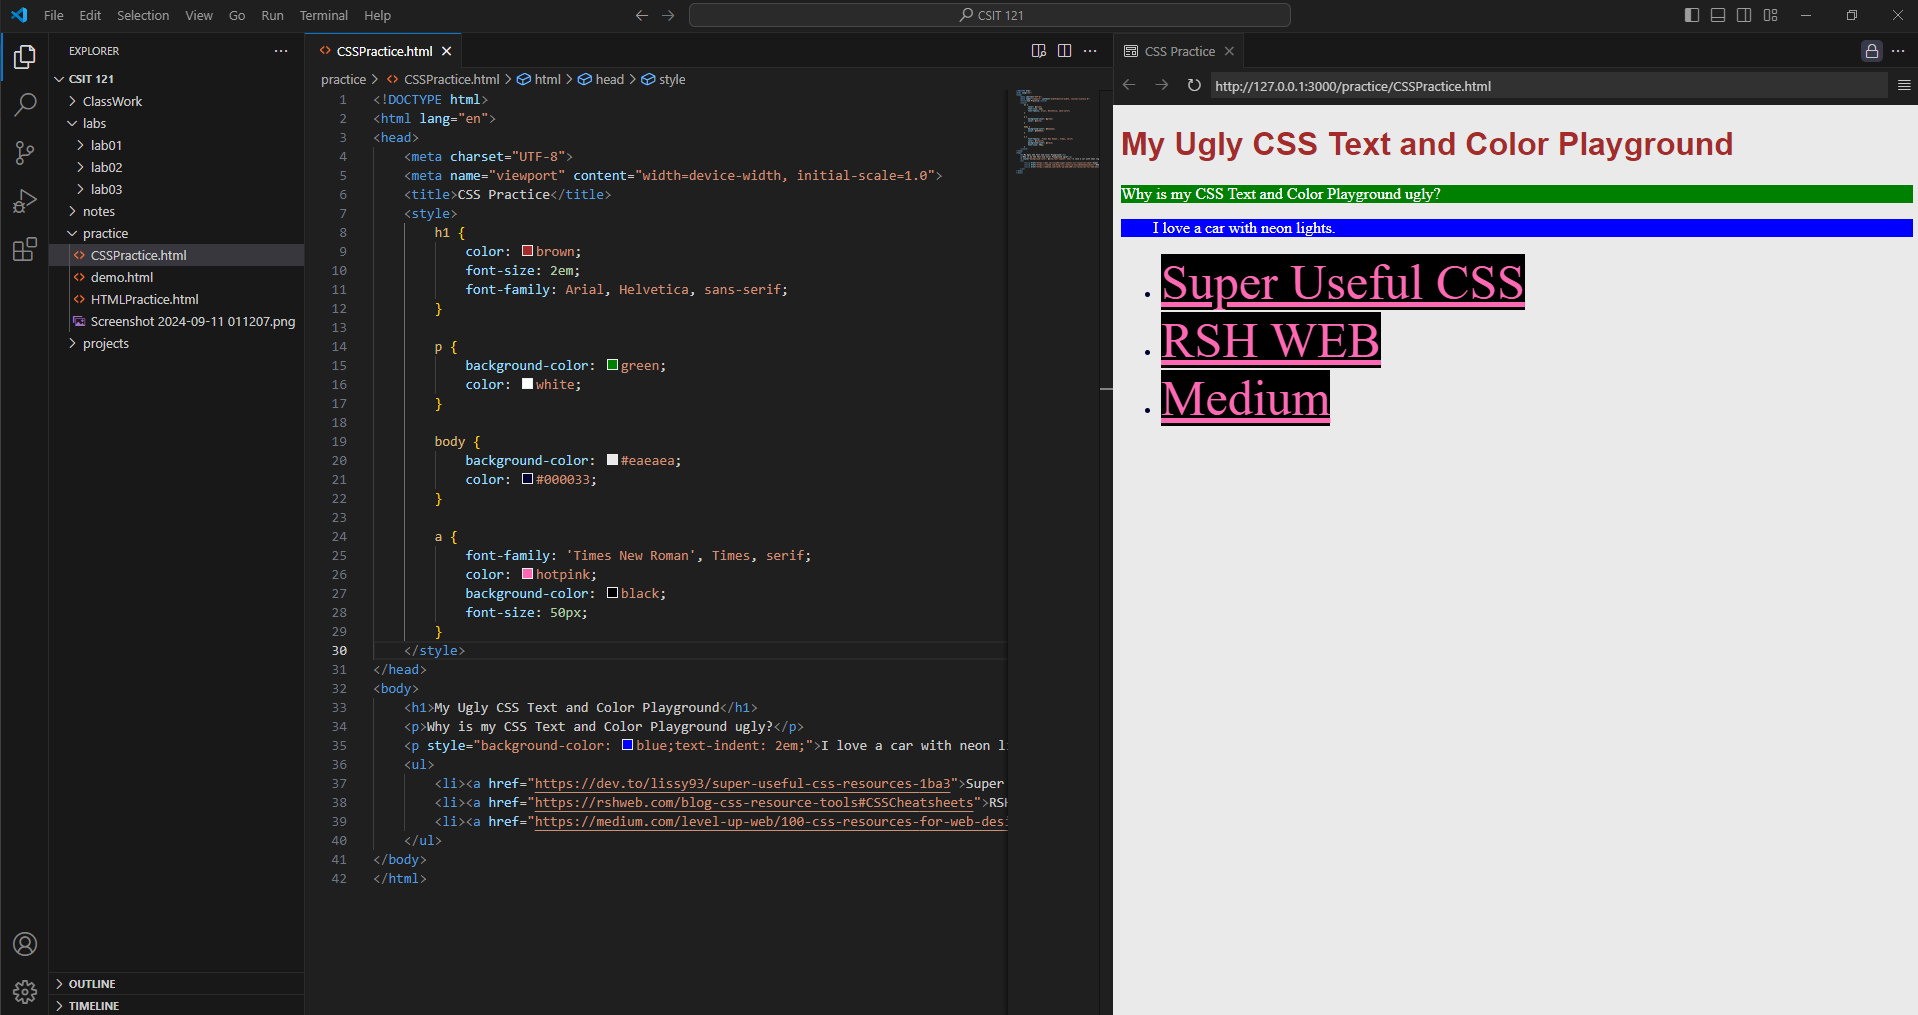 File Edit Selection View Go Run Terminal Help
CSIT 121
EXPLORER
CSIT 121
ClassWork
labs
lab01
lab02
lab03
notes
practice
CSSPractice.html
demo.html
HTMLPractice.html
Screenshot 2024-09-11 011207.png
projects
OUTLINE
TIMELINE
CSSPractice.html
practice > CSSPractice.html > html > head > style
1 <!DOCTYPE html>
2 <html lang="en">
3 <head>
4 <meta charset="UTF-8">
5 <meta name="viewport" content="width=device-width, initial-scale=1.0">
6 <title>CSS Practice</title>
7 <style>
8 h1 {
9 color: brown;
10 font-size: 2em;
11 font-family: Arial, Helvetica, sans-serif;
12 }
13
14 p {
15 background-color: green;
16 color: white;
17 }
18
19 body {
20 background-color: #eaeaea;
21 color: #000033;
22 }
23
24 a {
25 font-family: 'Times New Roman', Times, serif;
26 color: hotpink;
27 background-color: black;
28 font-size: 50px;
29 }
30 </style>
31 </head>
32 <body>
33 <h1>My Ugly CSS Text and Color Playground</h1>
34 <p>Why is my CSS Text and Color Playground ugly?</p>
35 <p style="background-color: blue;text-indent: 2em;">I love a car with neon l
36 <ul>
37 <li><a href="https://dev.to/lissy93/super-useful-css-resources-1ba3">Super
38 <li><a href="https://rshweb.com/blog-css-resource-tools#CSSCheatsheets">RSH
39 <li><a href="https://medium.com/level-up-web/100-css-resources-for-web-desi
40 </ul>
41 </body>
42 </html>
CSS Practice
http://127.0.0.1:3000/practice/CSSPractice.html
My Ugly CSS Text and Color Playground
Why is my CSS Text and Color Playground ugly?
I love a car with neon lights.
Super Useful CSS
RSH WEB
Medium